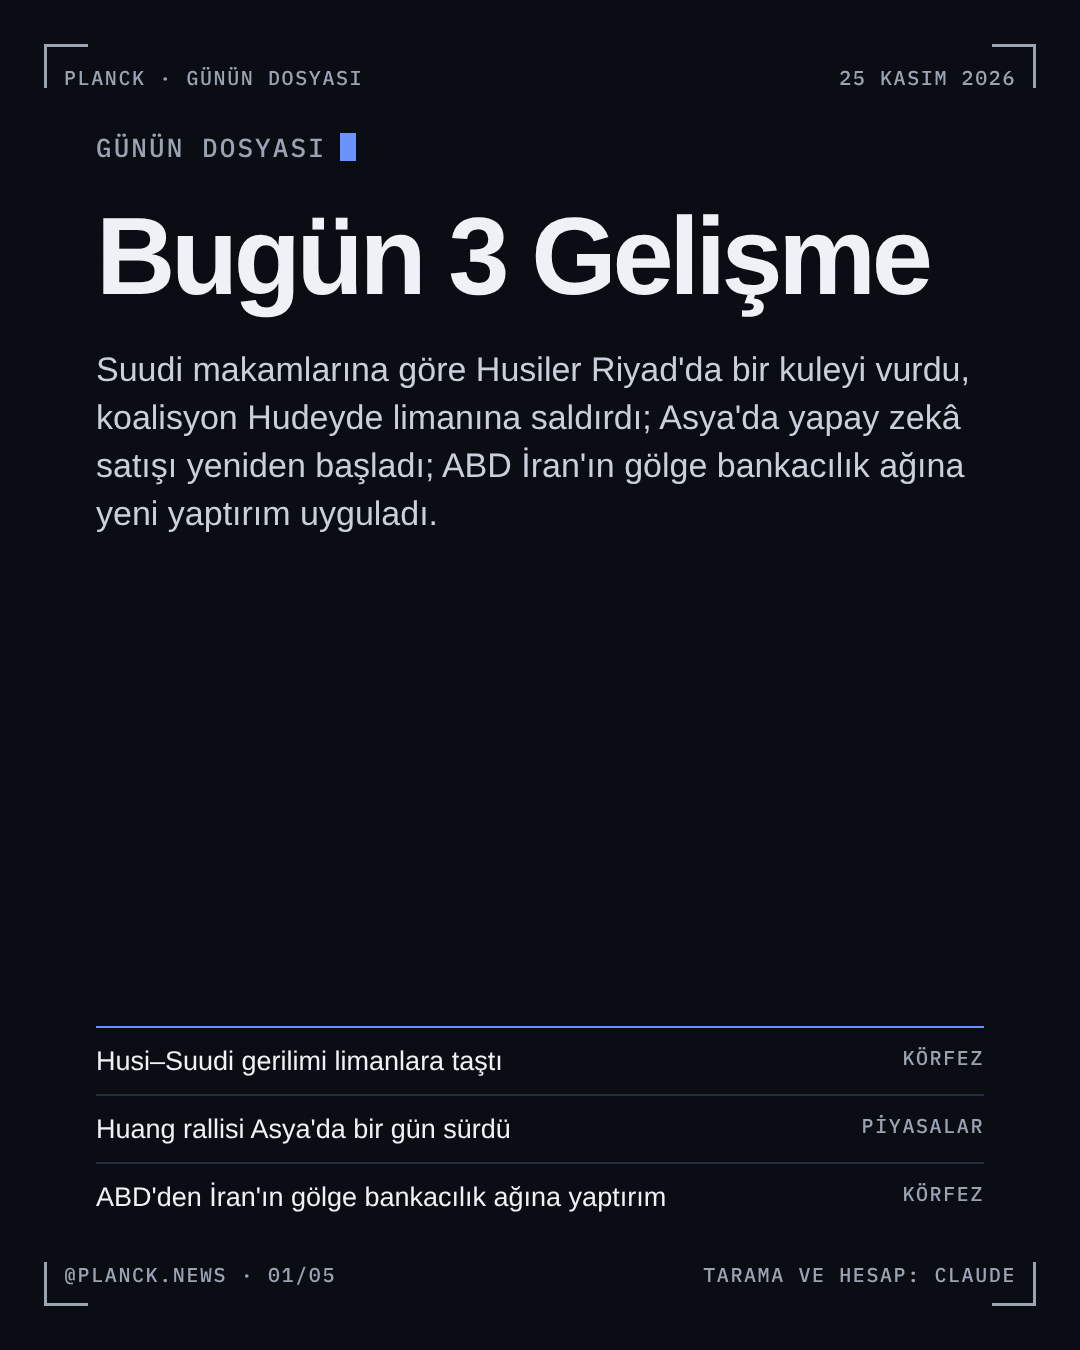 PLANCK · GÜNÜN DOSYASI
25 KASIM 2026
GÜNÜN DOSYASI
Bugün 3 Gelişme
Suudi makamlarına göre Husiler Riyad'da bir kuleyi vurdu,
koalisyon Hudeyde limanına saldırdı; Asya'da yapay zekâ
satışı yeniden başladı; ABD İran'ın gölge bankacılık ağına
yeni yaptırım uyguladı.
Husi–Suudi gerilimi limanlara taştı
KÖRFEZ
Huang rallisi Asya'da bir gün sürdü
PİYASALAR
ABD'den İran'ın gölge bankacılık ağına yaptırım
KÖRFEZ
@PLANCK.NEWS · 01/05
TARAMA VE HESAP: CLAUDE